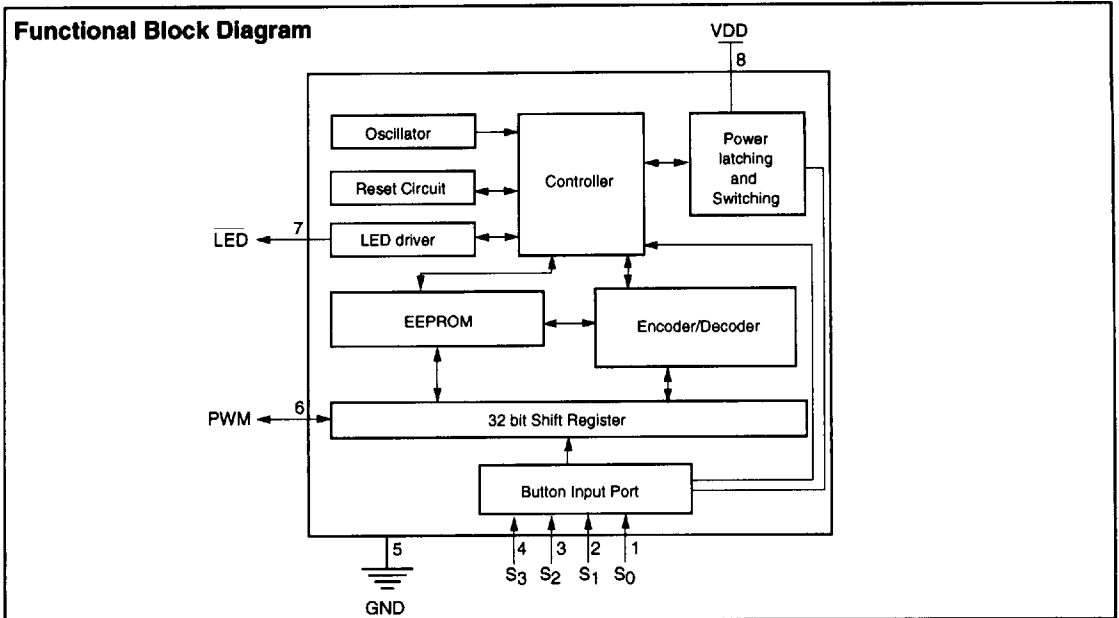 Functional Block Diagram
VDD
8
Oscillator
Reset Circuit
LED driver
Controller
Power
latching
and
Switching
7
LED
EEPROM
Encoder/Decoder
6
PWM
32 bit Shift Register
Button Input Port
5
4
3
2
1
S3
S2
S1
S0
GND